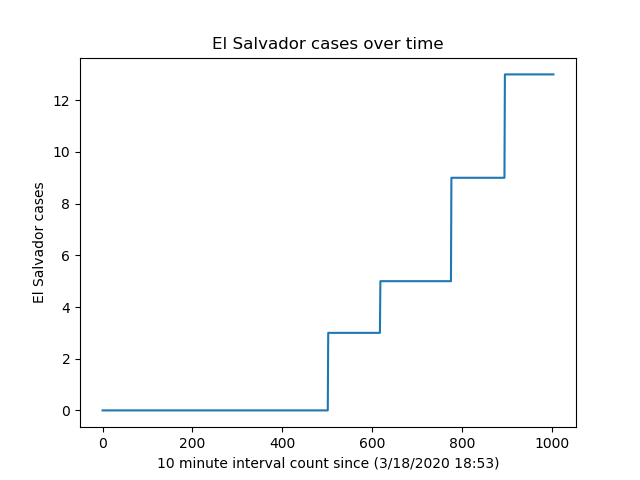 El Salvador cases over time
12
10
8
6
4
2
0
El Salvador cases
0 200 400 600 800 1000
10 minute interval count since (3/18/2020 18:53)